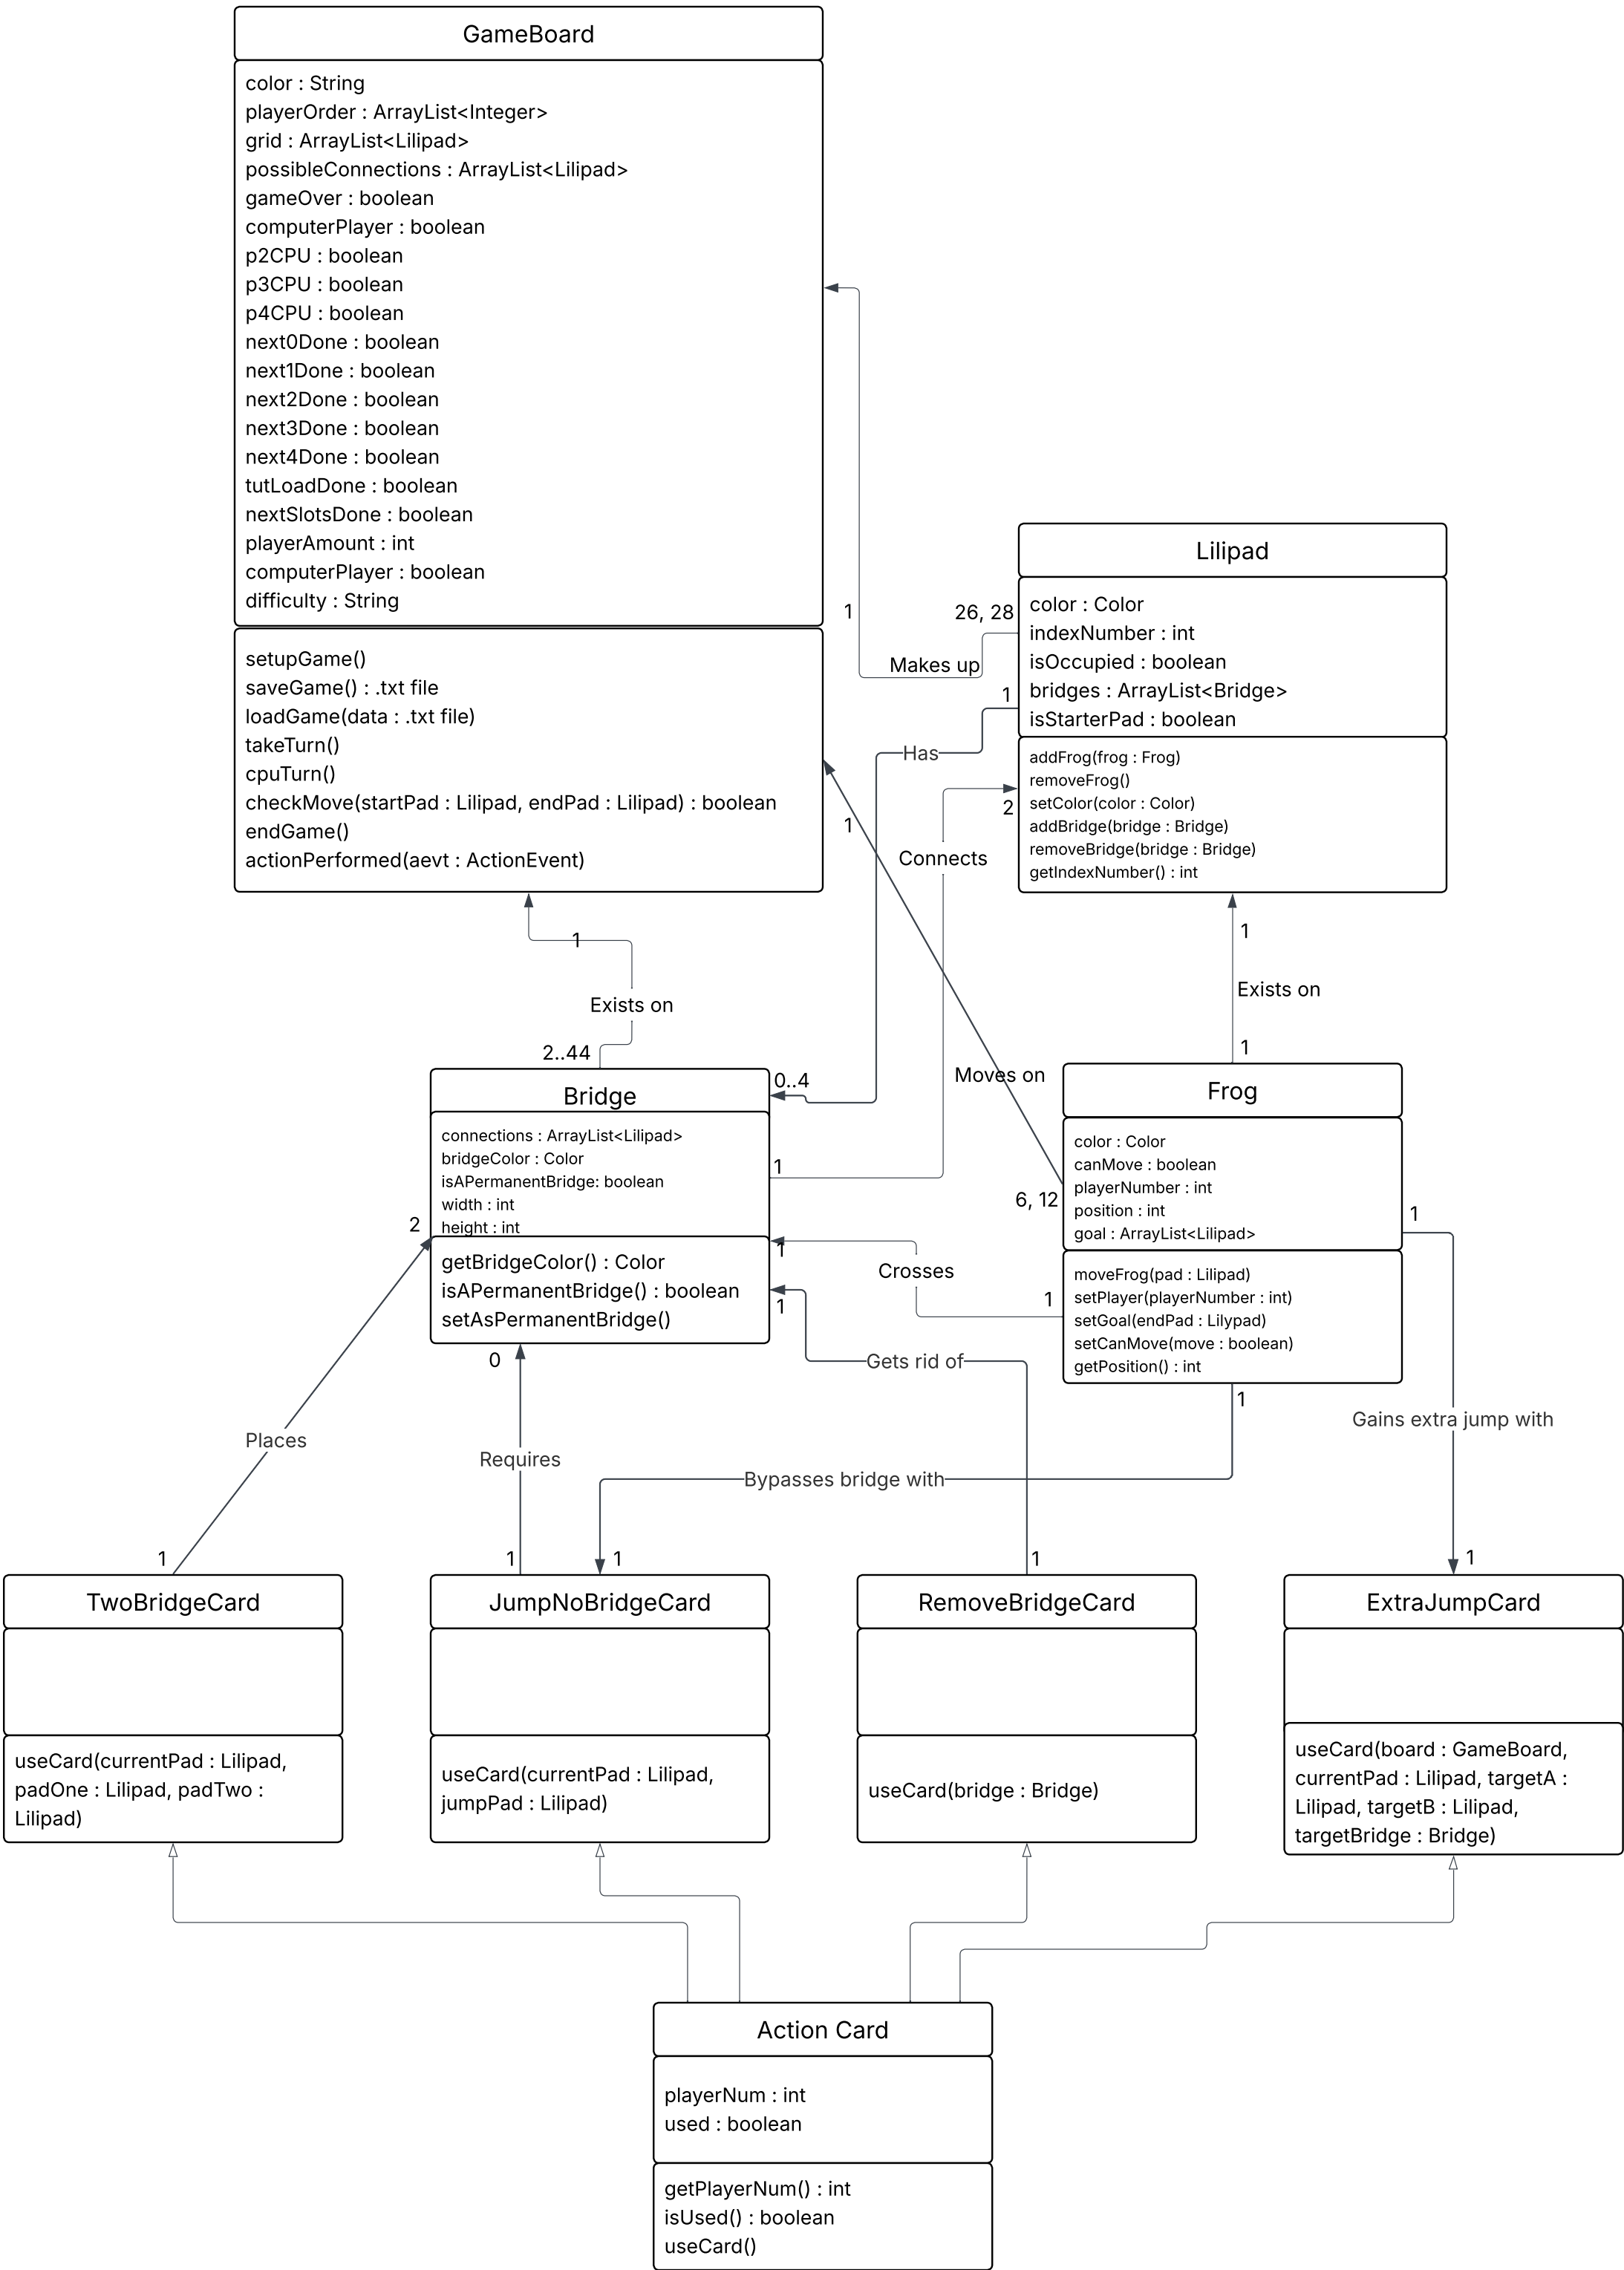 GameBoard
color : String
playerOrder : ArrayList<Integer>
grid : ArrayList<Lilipad>
possibleConnections : ArrayList<Lilipad>
gameOver : boolean
computerPlayer : boolean
p2CPU : boolean
p3CPU : boolean
p4CPU : boolean
next0Done : boolean
next1Done : boolean
next2Done : boolean
next3Done : boolean
next4Done : boolean
tutLoadDone : boolean
nextSlotsDone : boolean
playerAmount : int
computerPlayer : boolean
difficulty : String
setupGame()
saveGame() : .txt file
loadGame(data : .txt file)
takeTurn()
cpuTurn()
checkMove(startPad : Lilipad, endPad : Lilipad) : boolean
endGame()
actionPerformed(aevt : ActionEvent)
Lilipad
color : Color
indexNumber : int
isOccupied : boolean
bridges : ArrayList<Bridge>
isStarterPad : boolean
addFrog(frog : Frog)
removeFrog()
setColor(color : Color)
addBridge(bridge : Bridge)
removeBridge(bridge : Bridge)
getIndexNumber() : int
1
26, 28
Makes up
1
Has
2
1
Connects
1
1
Exists on
Exists on
2..44
1
0..4
Moves on
Bridge
connections : ArrayList<Lilipad>
bridgeColor : Color
isAPermanentBridge: boolean
width : int
height : int
getBridgeColor() : Color
isAPermanentBridge() : boolean
setAsPermanentBridge()
Frog
color : Color
canMove : boolean
playerNumber : int
position : int
goal : ArrayList<Lilipad>
moveFrog(pad : Lilipad)
setPlayer(playerNumber : int)
setGoal(endPad : Lilypad)
setCanMove(move : boolean)
getPosition() : int
1
6, 12
1
2
1
Crosses
1
1
0
Gets rid of
1
Gains extra jump with
Places
Requires
Bypasses bridge with
1
1
1
1
1
TwoBridgeCard
useCard(currentPad : Lilipad,
padOne : Lilipad, padTwo :
Lilipad)
JumpNoBridgeCard
useCard(currentPad : Lilipad,
jumpPad : Lilipad)
RemoveBridgeCard
useCard(bridge : Bridge)
ExtraJumpCard
useCard(board : GameBoard,
currentPad : Lilipad, targetA :
Lilipad, targetB : Lilipad,
targetBridge : Bridge)
Action Card
playerNum : int
used : boolean
getPlayerNum() : int
isUsed() : boolean
useCard()